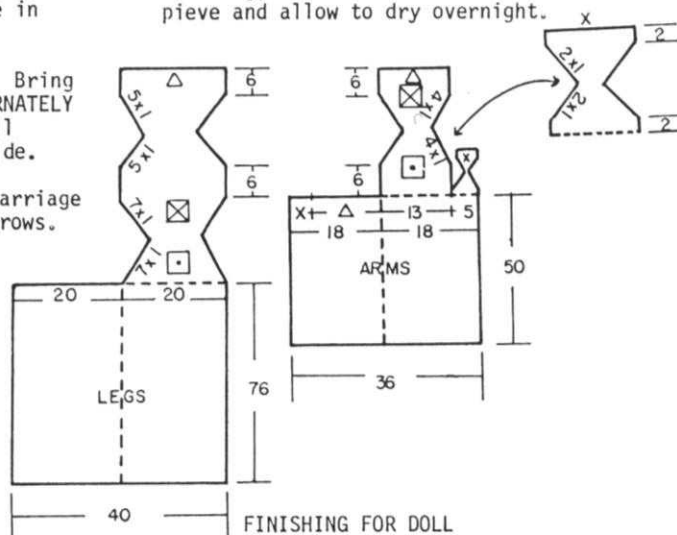 e in
Bring
RNATELY
l
de.
arriage
rows.
pieve and allow to dry overnight.
△
6
5x1
5x1
6
7x1
7x1
20
20
LEGS
76
40
△
6
4x1
4x1
6
X
X
△
13
5
18
18
ARMS
50
36
X
2
2x1
2x1
2
FINISHING FOR DOLL